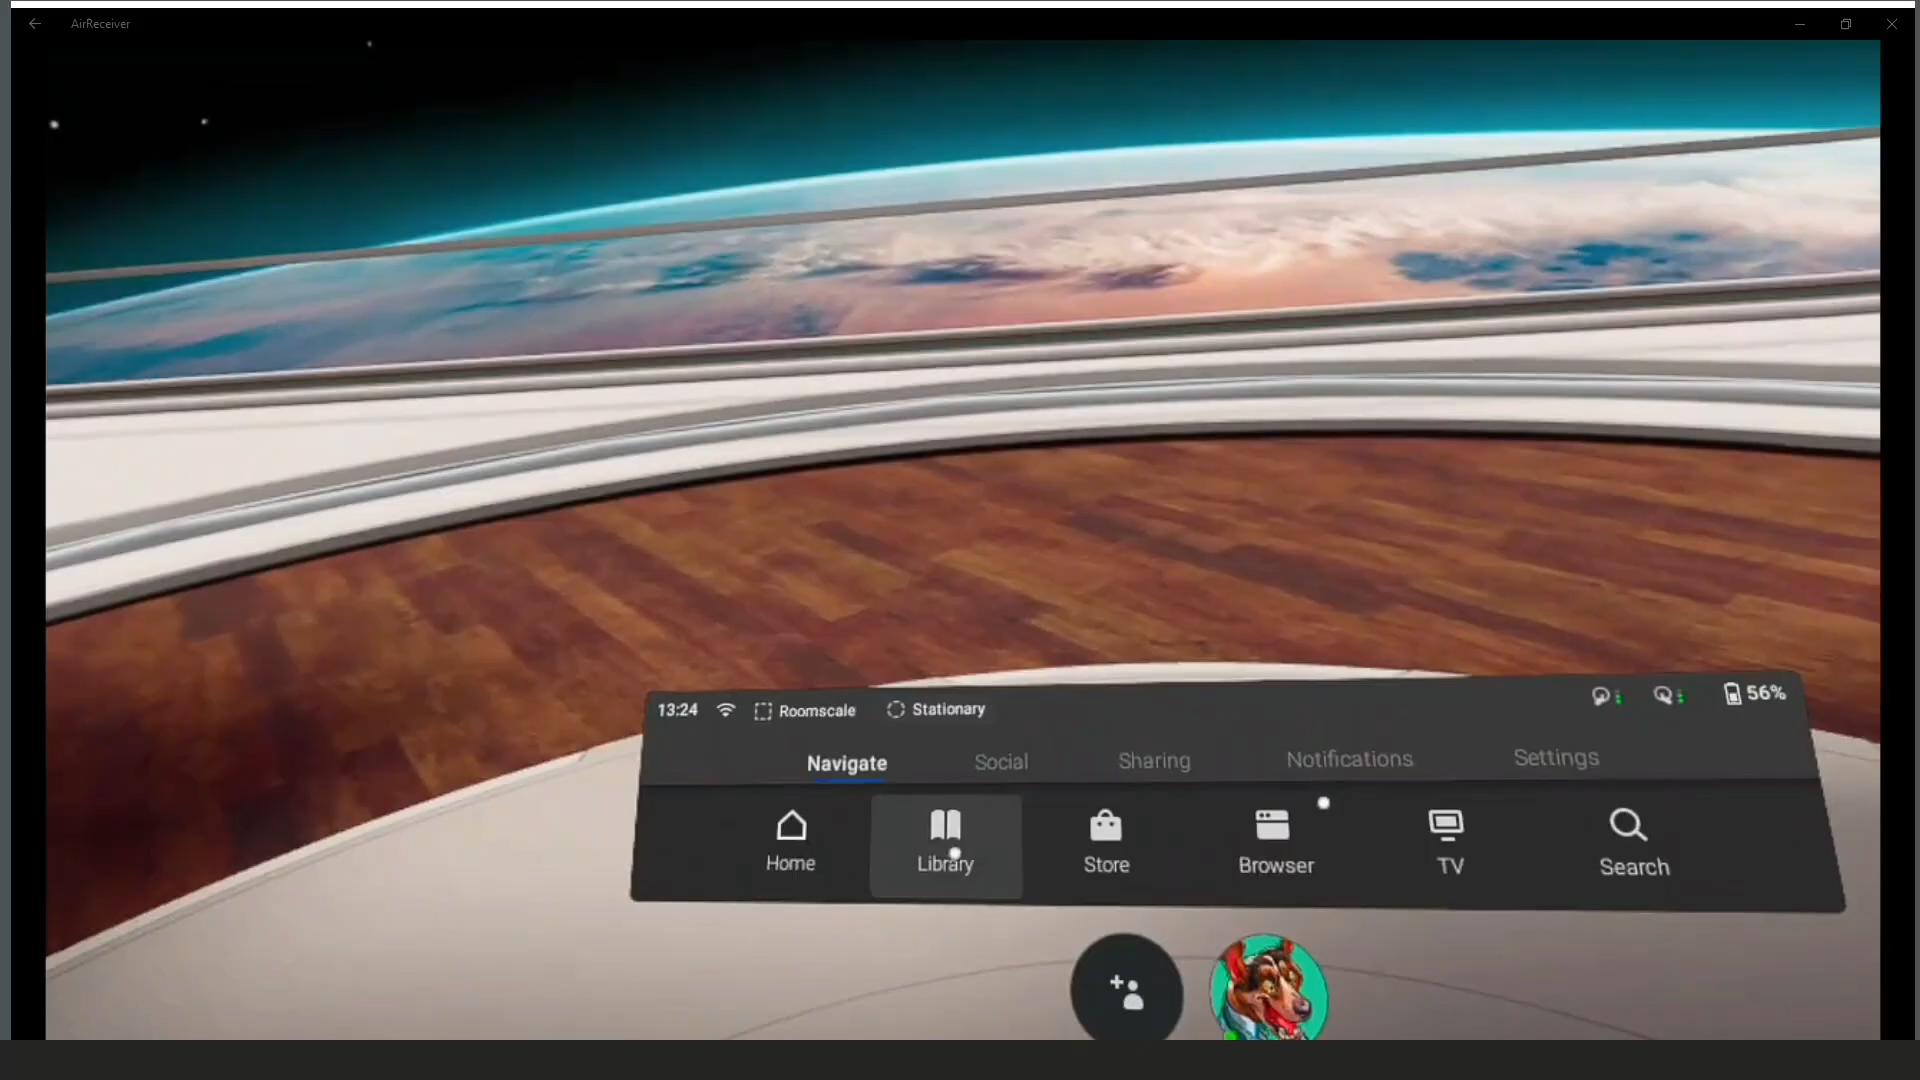 AirReceiver
13:24 Roomscale Stationary 56%
Navigate Social Sharing Notifications Settings
Home Library Store Browser TV Search